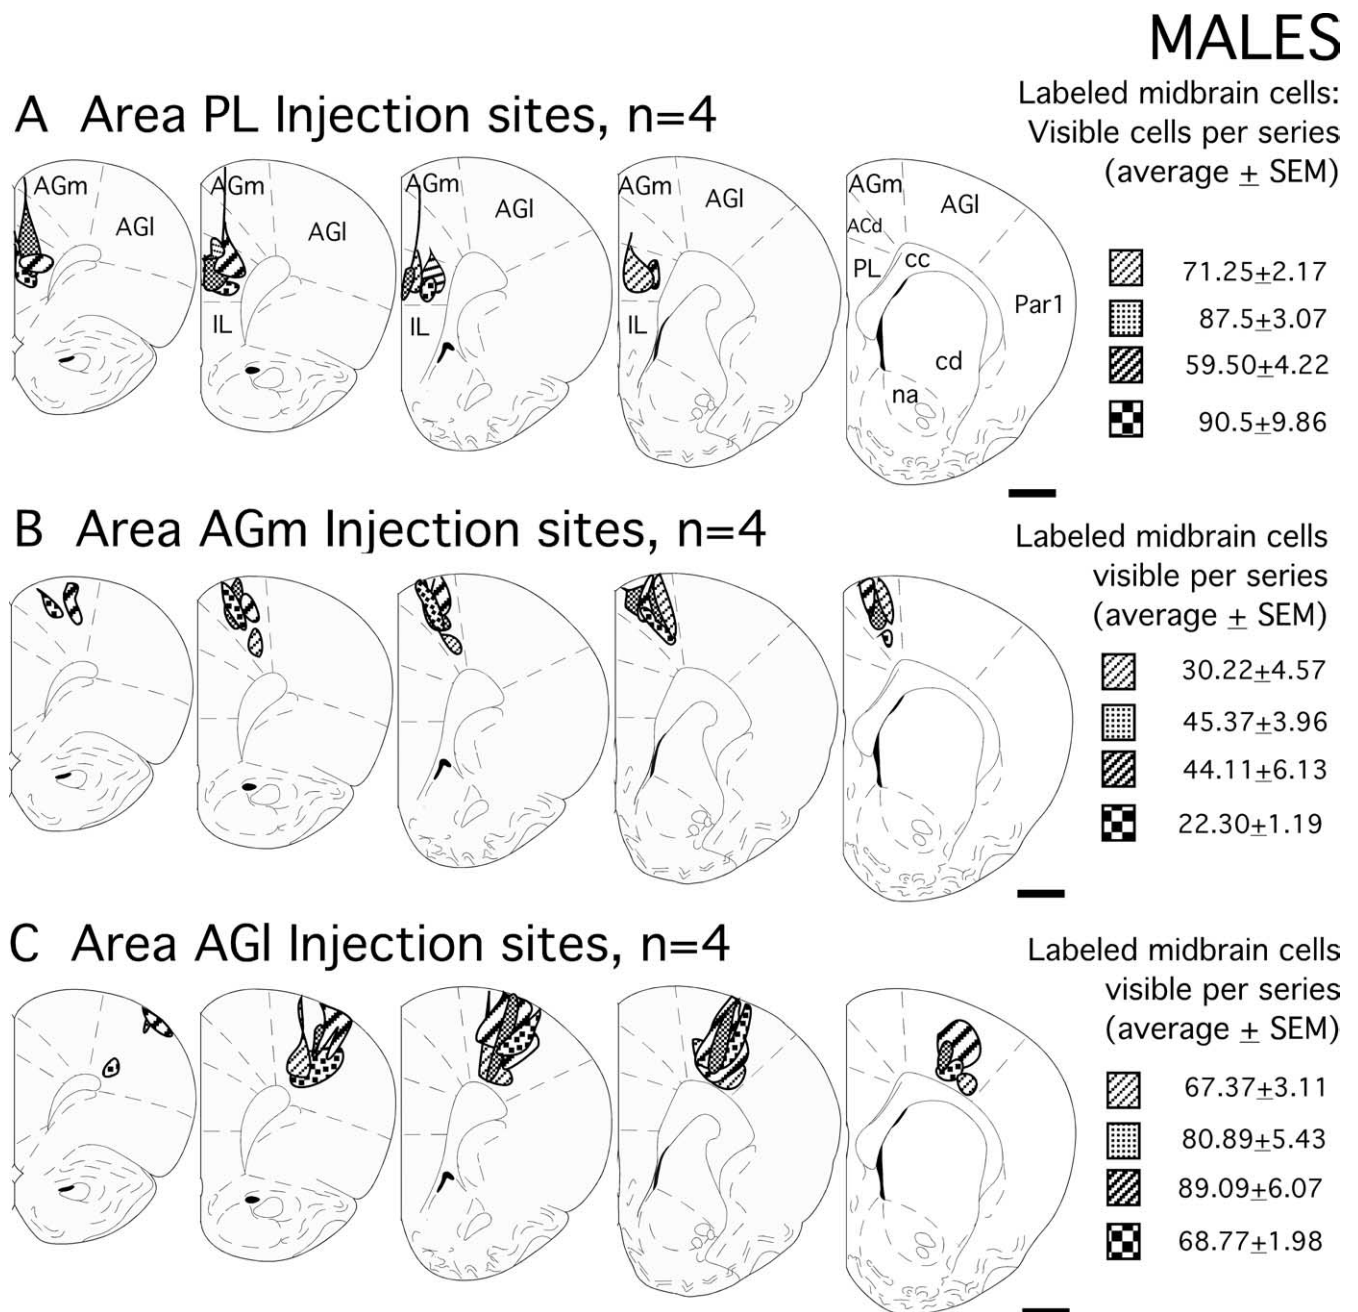 MALES
A Area PL Injection sites, n=4
Labeled midbrain cells:
Visible cells per series
(average ± SEM)
AGm
AGl
AGm
AGl
IL
AGm
AGl
IL
AGm
AGl
IL
AGm
AGl
ACd
PL
cc
Par1
cd
na
71.25±2.17
87.5±3.07
59.50±4.22
90.5±9.86
B Area AGm Injection sites, n=4
Labeled midbrain cells
visible per series
(average ± SEM)
30.22±4.57
45.37±3.96
44.11±6.13
22.30±1.19
C Area AGl Injection sites, n=4
Labeled midbrain cells
visible per series
(average ± SEM)
67.37±3.11
80.89±5.43
89.09±6.07
68.77±1.98